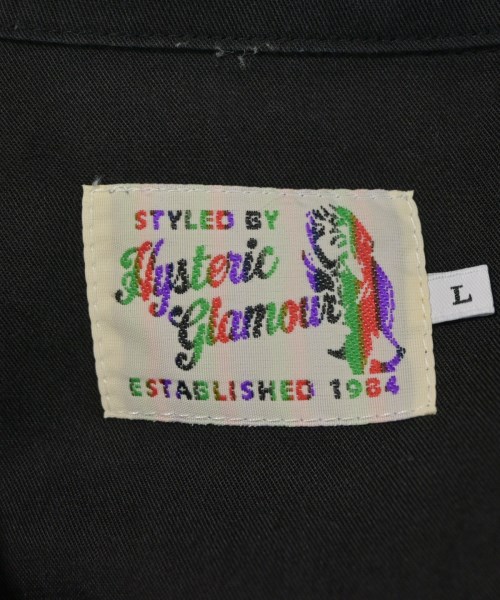 STYLED BY
Hysteric
Glamour
ESTABLISHED 1984
L